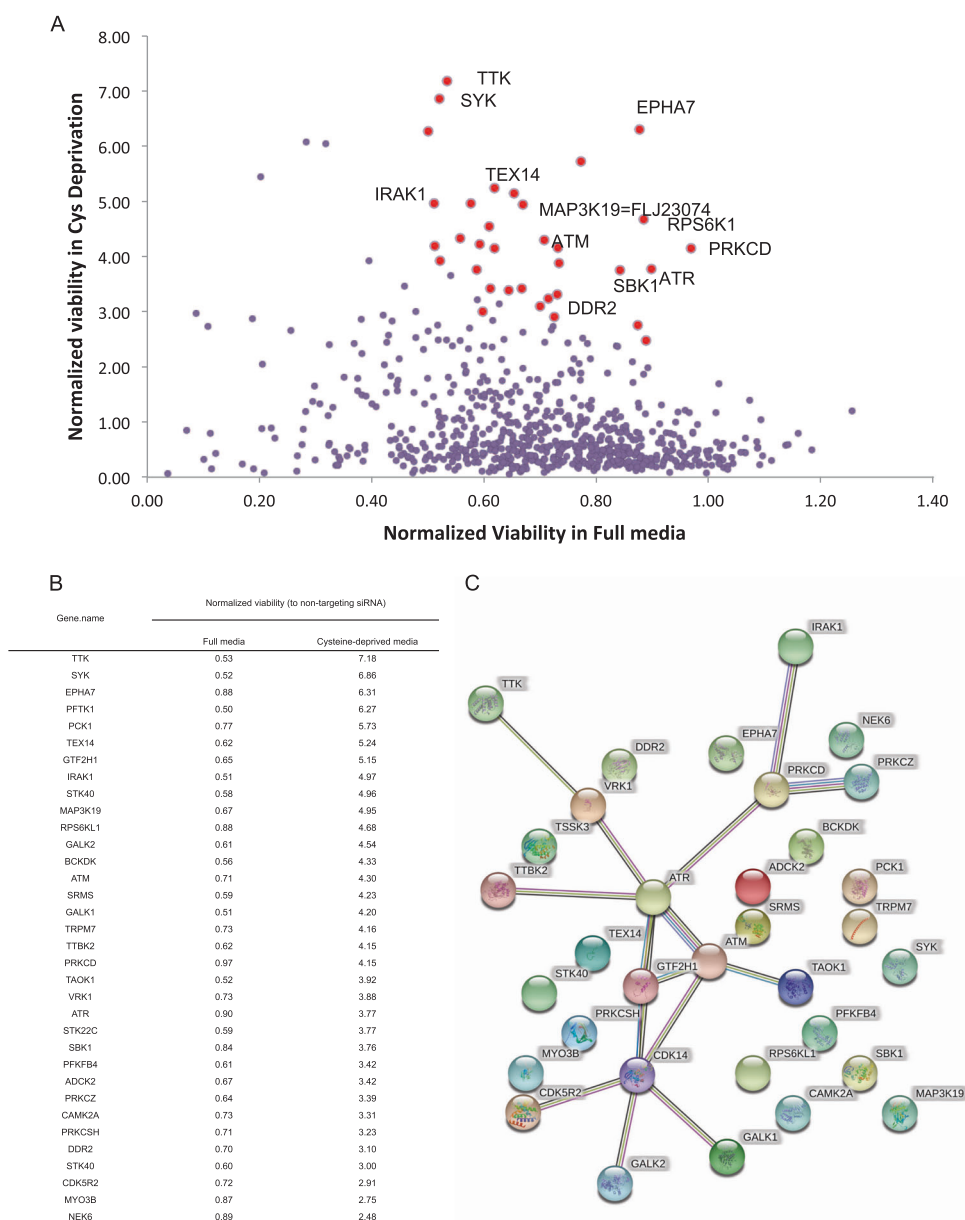 A
8.00
7.00
6.00
5.00
4.00
3.00
2.00
1.00
0.00
Normalized viability in Cys Deprivation
TTK
SYK
EPHA7
TEX14
IRAK1
MAP3K19=FLJ23074
RPS6K1
ATM
PRKCD
SBK1
ATR
DDR2
0.00 0.20 0.40 0.60 0.80 1.00 1.20 1.40
Normalized Viability in Full media
B
Gene.name
Normalized viability (to non-targeting siRNA)
Full media Cysteine-deprived media
TTK 0.53 7.18
SYK 0.52 6.86
EPHA7 0.88 6.31
PFTK1 0.50 6.27
PCK1 0.77 5.73
TEX14 0.62 5.24
GTF2H1 0.65 5.15
IRAK1 0.51 4.97
STK40 0.58 4.96
MAP3K19 0.67 4.95
RPS6KL1 0.88 4.68
GALK2 0.61 4.54
BCKDK 0.56 4.33
ATM 0.71 4.30
SRMS 0.59 4.23
GALK1 0.51 4.20
TRPM7 0.73 4.16
TTBK2 0.62 4.15
PRKCD 0.97 4.15
TAOK1 0.52 3.92
VRK1 0.73 3.88
ATR 0.90 3.77
STK22C 0.59 3.77
SBK1 0.84 3.76
PFKFB4 0.61 3.42
ADCK2 0.67 3.42
PRKCZ 0.64 3.39
CAMK2A 0.73 3.31
PRKCSH 0.71 3.23
DDR2 0.70 3.10
STK40 0.60 3.00
CDK5R2 0.72 2.91
MYO3B 0.87 2.75
NEK6 0.89 2.48
C
IRAK1
TTK
NEK6
EPHA7
DDR2
PRKCZ
PRKCD
VRK1
TSSK3
BCKDK
TTBK2
ADCK2
PCK1
ATR
SRMS
TRPM7
TEX14
ATM
SYK
GTF2H1
TAOK1
STK40
PRKCSH
PFKFB4
MYO3B
CDK14
RPS6KL1
SBK1
CDK5R2
CAMK2A
MAP3K19
GALK1
GALK2